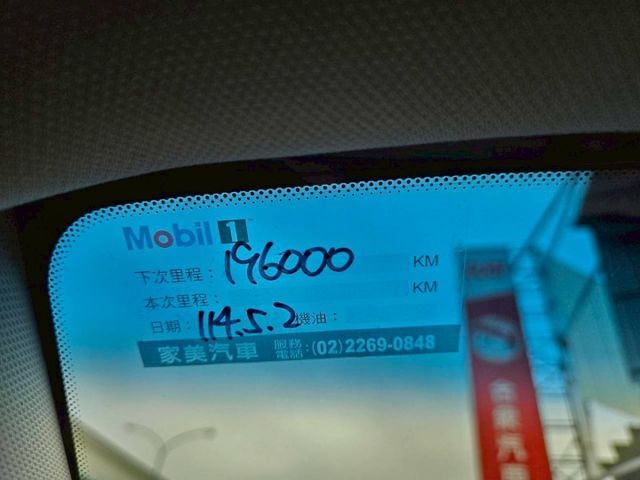 Mobil 1
下次里程：196000 KM
本次里程： KM
日期：114.5.2 機油：
家美汽車 服務電話：(02)2269-0848